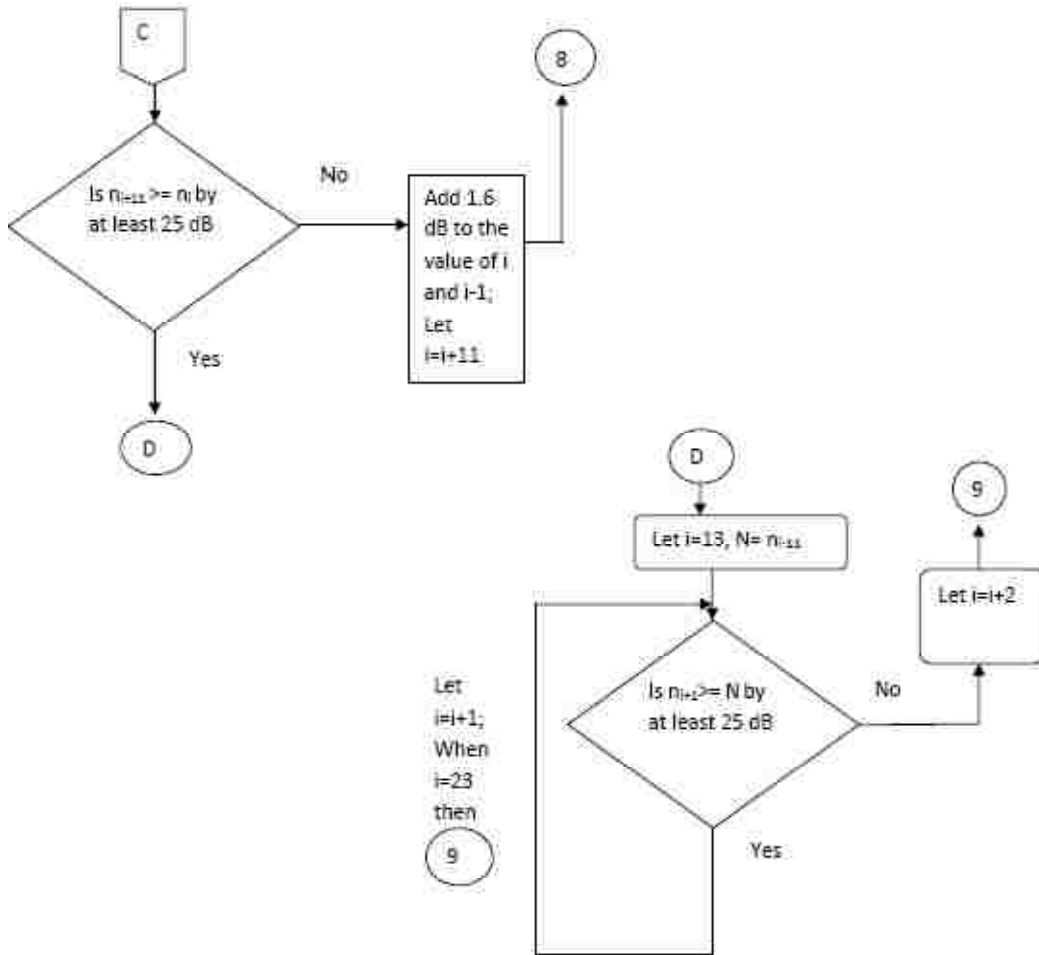 C
8
No
Is nᵢ₊₁₁ >= nᵢ by
at least 25 dB
Add 1.6
dB to the
value of i
and i-1;
Let
i=i+11
Yes
D
D
9
Let i=13, N= nᵢ₋₁₁
Let i=i+2
Is nᵢ₊₁>= N by
at least 25 dB
No
Let
i=i+1;
When
i=23
then
9
Yes